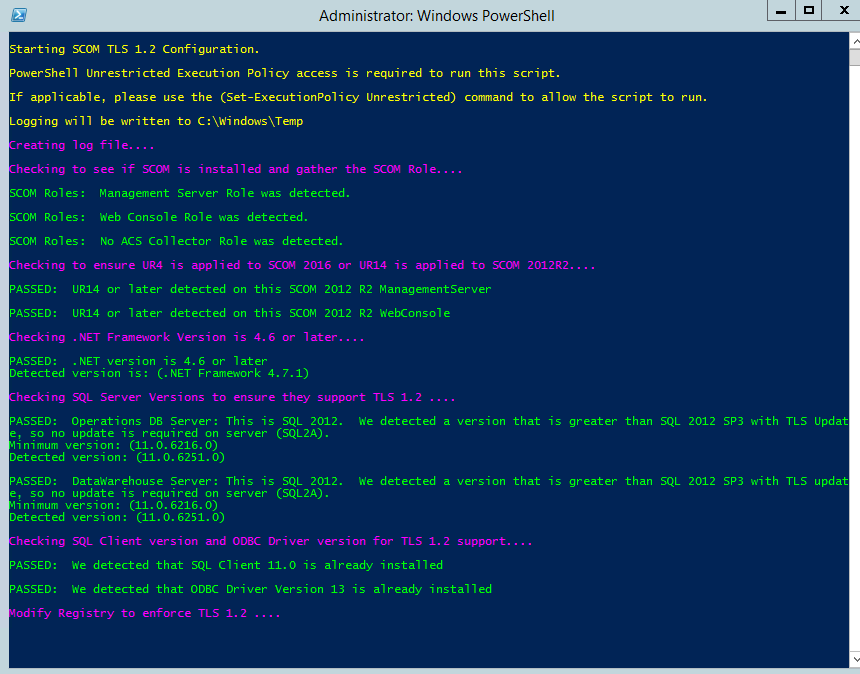 Administrator: Windows PowerShell
Starting SCOM TLS 1.2 Configuration.
PowerShell Unrestricted Execution Policy access is required to run this script.
If applicable, please use the (Set-ExecutionPolicy Unrestricted) command to allow the script to run.
Logging will be written to C:\Windows\Temp
Creating log file....
Checking to see if SCOM is installed and gather the SCOM Role....
SCOM Roles:  Management Server Role was detected.
SCOM Roles:  Web Console Role was detected.
SCOM Roles:  No ACS Collector Role was detected.
Checking to ensure UR4 is applied to SCOM 2016 or UR14 is applied to SCOM 2012R2....
PASSED:  UR14 or later detected on this SCOM 2012 R2 ManagementServer
PASSED:  UR14 or later detected on this SCOM 2012 R2 WebConsole
Checking .NET Framework Version is 4.6 or later....
PASSED:  .NET version is 4.6 or later
Detected version is: (.NET Framework 4.7.1)
Checking SQL Server Versions to ensure they support TLS 1.2 ....
PASSED:  Operations DB Server: This is SQL 2012.  We detected a version that is greater than SQL 2012 SP3 with TLS Updat
e, so no update is required on server (SQL2A).
Minimum version: (11.0.6216.0)
Detected version: (11.0.6251.0)
PASSED:  DataWarehouse Server: This is SQL 2012.  We detected a version that is greater than SQL 2012 SP3 with TLS updat
e, so no update is required on server (SQL2A).
Minimum version: (11.0.6216.0)
Detected version: (11.0.6251.0)
Checking SQL Client version and ODBC Driver version for TLS 1.2 support....
PASSED:  We detected that SQL Client 11.0 is already installed
PASSED:  We detected that ODBC Driver Version 13 is already installed
Modify Registry to enforce TLS 1.2 ....